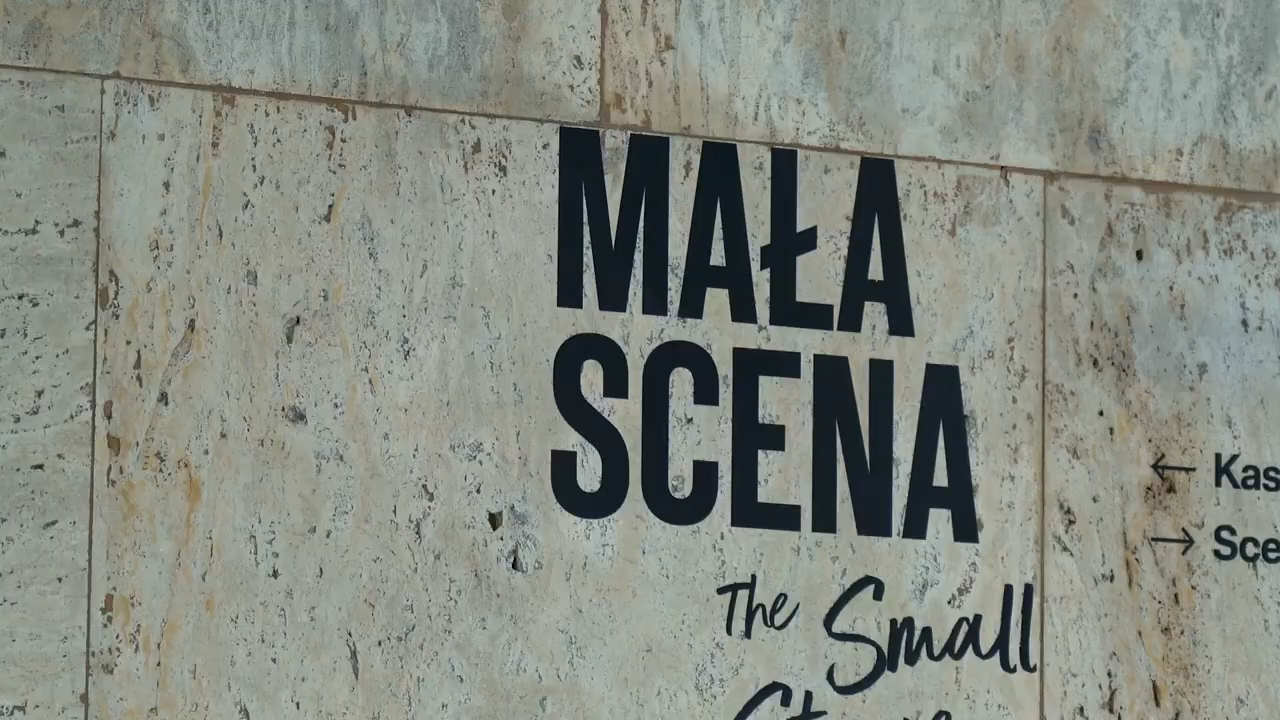 MAŁA
SCENA
The Small
← Kas
→ Sce